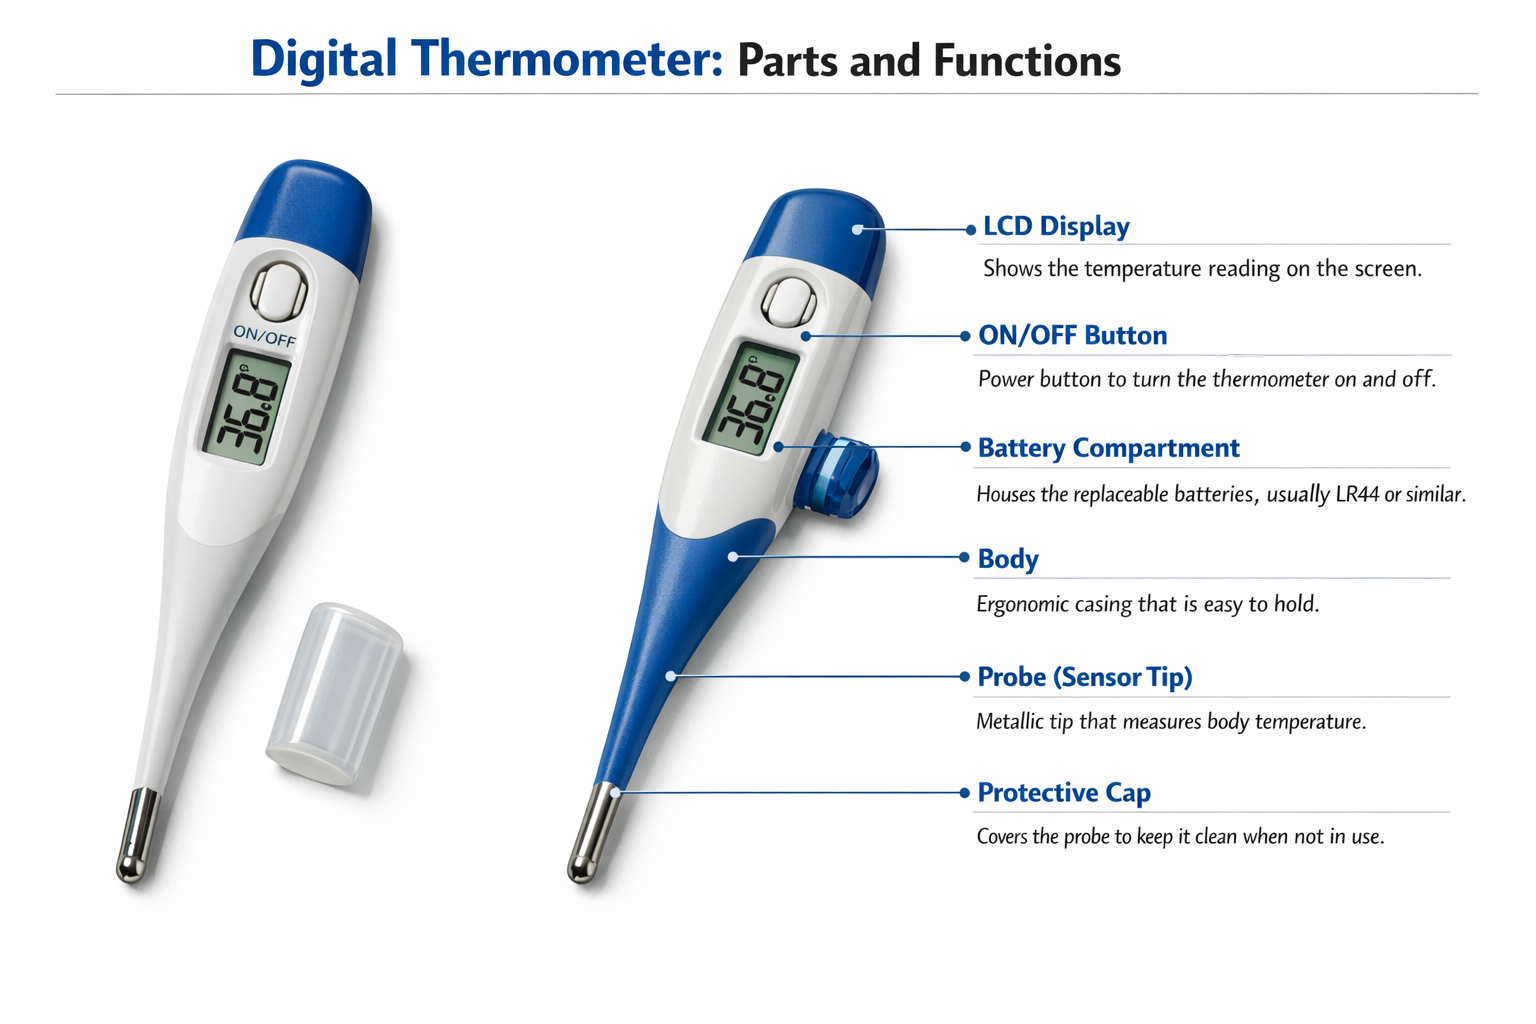 Digital Thermometer: Parts and Functions
ON/OFF
36.8
°C
36.8
LCD Display
Shows the temperature reading on the screen.
ON/OFF Button
Power button to turn the thermometer on and off.
Battery Compartment
Houses the replaceable batteries, usually LR44 or similar.
Body
Ergonomic casing that is easy to hold.
Probe (Sensor Tip)
Metallic tip that measures body temperature.
Protective Cap
Covers the probe to keep it clean when not in use.